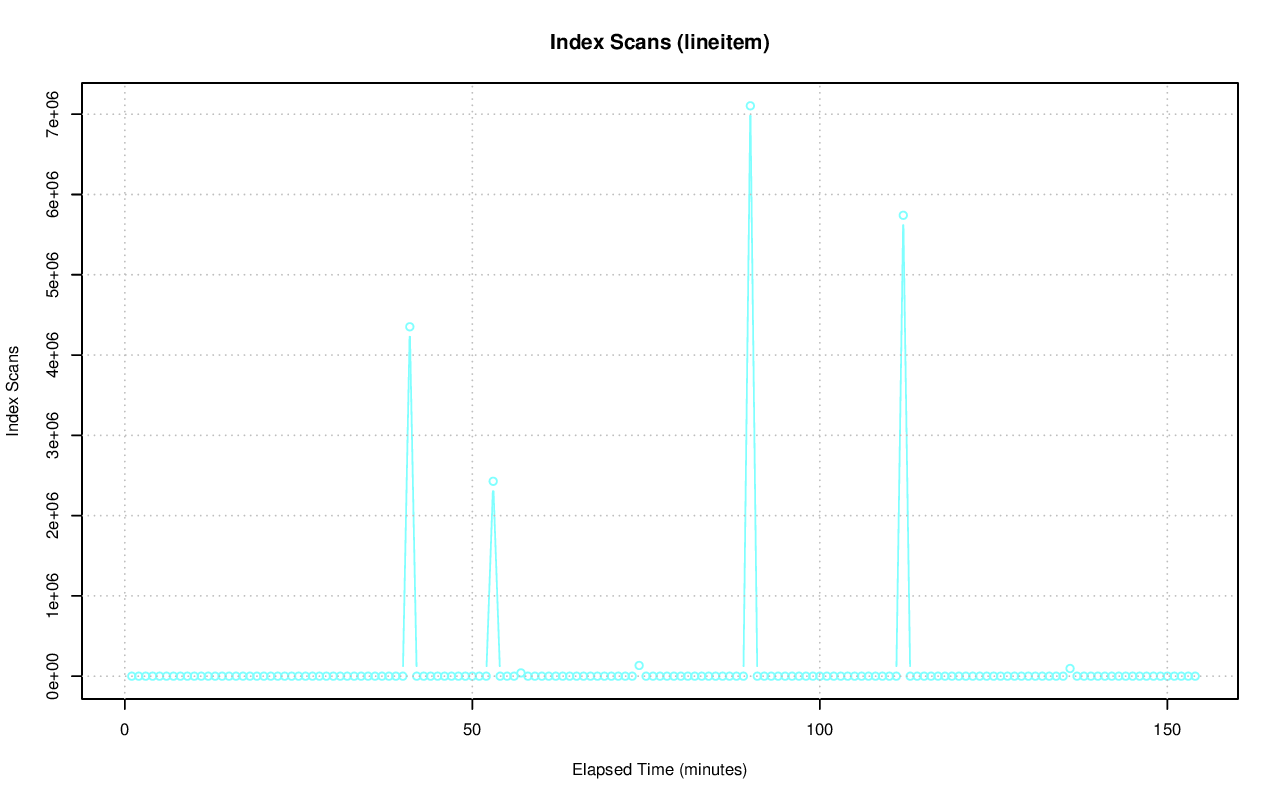 Index Scans (lineitem)
7e+06
6e+06
5e+06
4e+06
3e+06
2e+06
1e+06
0e+00
Index Scans
0
50
100
150
Elapsed Time (minutes)